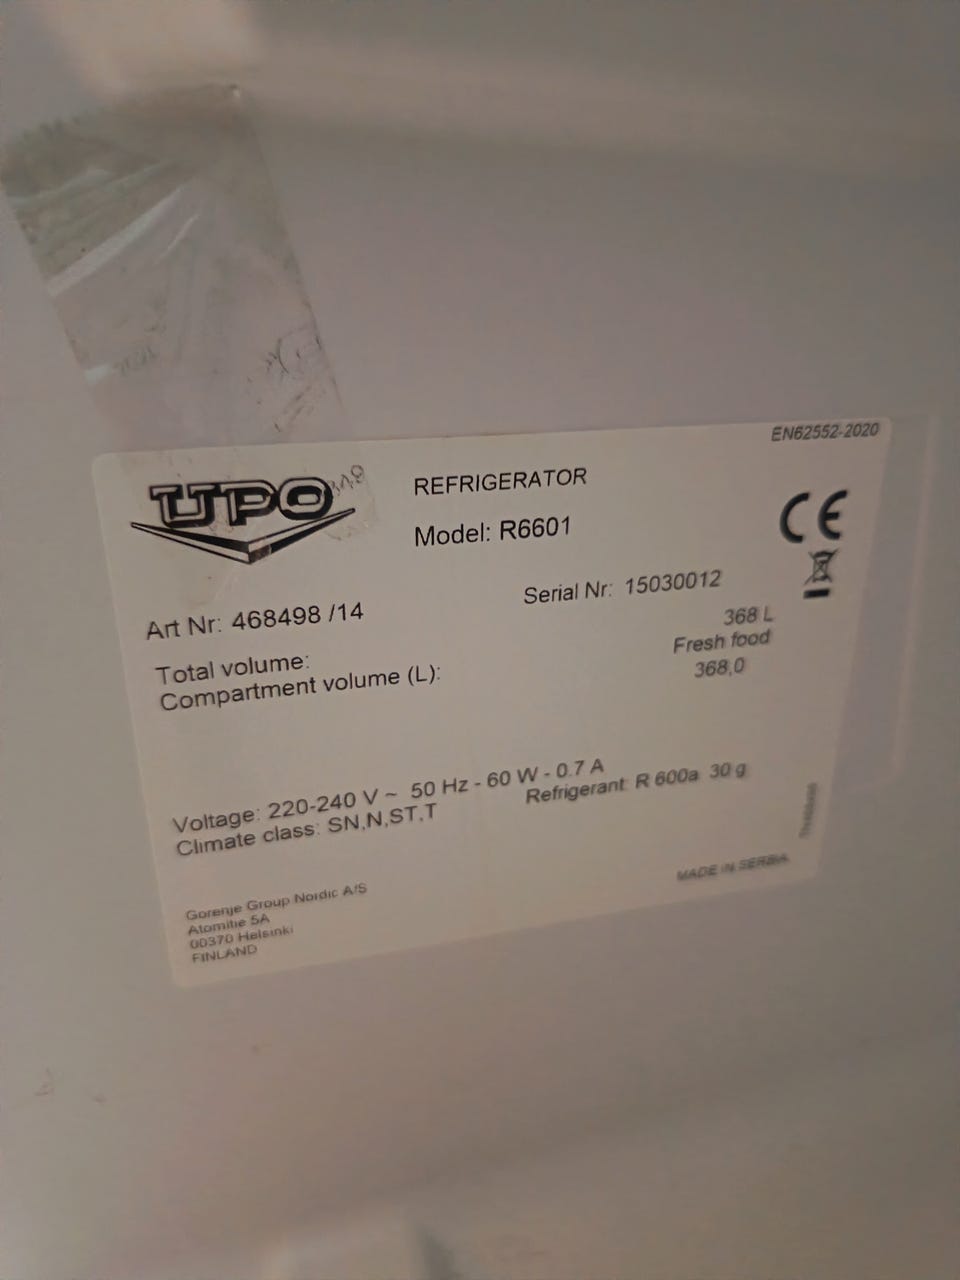 EN62552-2020
UPO
REFRIGERATOR
Model: R6601
CE
Art Nr: 468498 /14
Serial Nr: 15030012
Total volume: 368 L
Fresh food
Compartment volume (L): 368,0
Voltage: 220-240 V ~ 50 Hz - 60 W - 0.7 A
Climate class: SN,N,ST,T
Refrigerant: R 600a 30 g
Gorenje Group Nordic A/S
Atomitie 5A
00370 Helsinki
FINLAND
MADE IN SERBIA